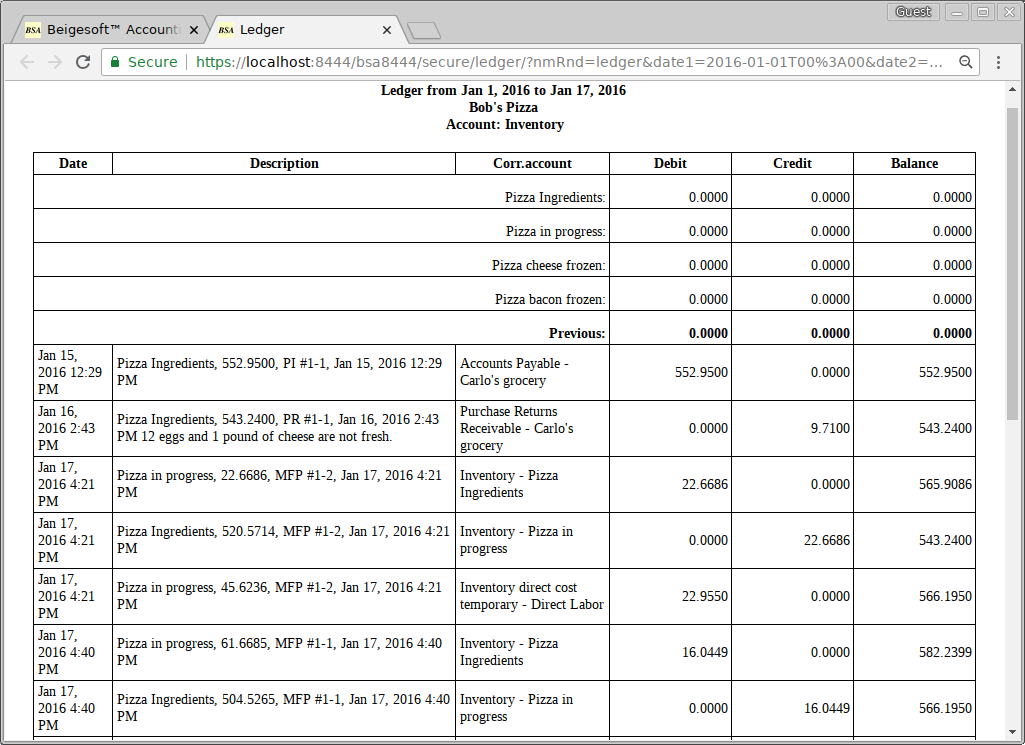 Guest
BSA Beigesoft™ Account
BSA Ledger
Secure https://localhost:8444/bsa8444/secure/ledger/?nmRnd=ledger&date1=2016-01-01T00%3A00&date2=...
Ledger from Jan 1, 2016 to Jan 17, 2016
Bob's Pizza
Account: Inventory
Date Description Corr.account Debit Credit Balance
Pizza Ingredients: 0.0000 0.0000 0.0000
Pizza in progress: 0.0000 0.0000 0.0000
Pizza cheese frozen: 0.0000 0.0000 0.0000
Pizza bacon frozen: 0.0000 0.0000 0.0000
Previous: 0.0000 0.0000 0.0000
Jan 15,
2016 12:29
PM
Pizza Ingredients, 552.9500, PI #1-1, Jan 15, 2016 12:29
PM
Accounts Payable -
Carlo's grocery
552.9500 0.0000 552.9500
Jan 16,
2016 2:43
PM
Pizza Ingredients, 543.2400, PR #1-1, Jan 16, 2016 2:43
PM 12 eggs and 1 pound of cheese are not fresh.
Purchase Returns
Receivable - Carlo's
grocery
0.0000 9.7100 543.2400
Jan 17,
2016 4:21
PM
Pizza in progress, 22.6686, MFP #1-2, Jan 17, 2016 4:21
PM
Inventory - Pizza
Ingredients
22.6686 0.0000 565.9086
Jan 17,
2016 4:21
PM
Pizza Ingredients, 520.5714, MFP #1-2, Jan 17, 2016 4:21
PM
Inventory - Pizza in
progress
0.0000 22.6686 543.2400
Jan 17,
2016 4:21
PM
Pizza in progress, 45.6236, MFP #1-2, Jan 17, 2016 4:21
PM
Inventory direct cost
temporary - Direct Labor
22.9550 0.0000 566.1950
Jan 17,
2016 4:40
PM
Pizza in progress, 61.6685, MFP #1-1, Jan 17, 2016 4:40
PM
Inventory - Pizza
Ingredients
16.0449 0.0000 582.2399
Jan 17,
2016 4:40
PM
Pizza Ingredients, 504.5265, MFP #1-1, Jan 17, 2016 4:40
PM
Inventory - Pizza in
progress
0.0000 16.0449 566.1950